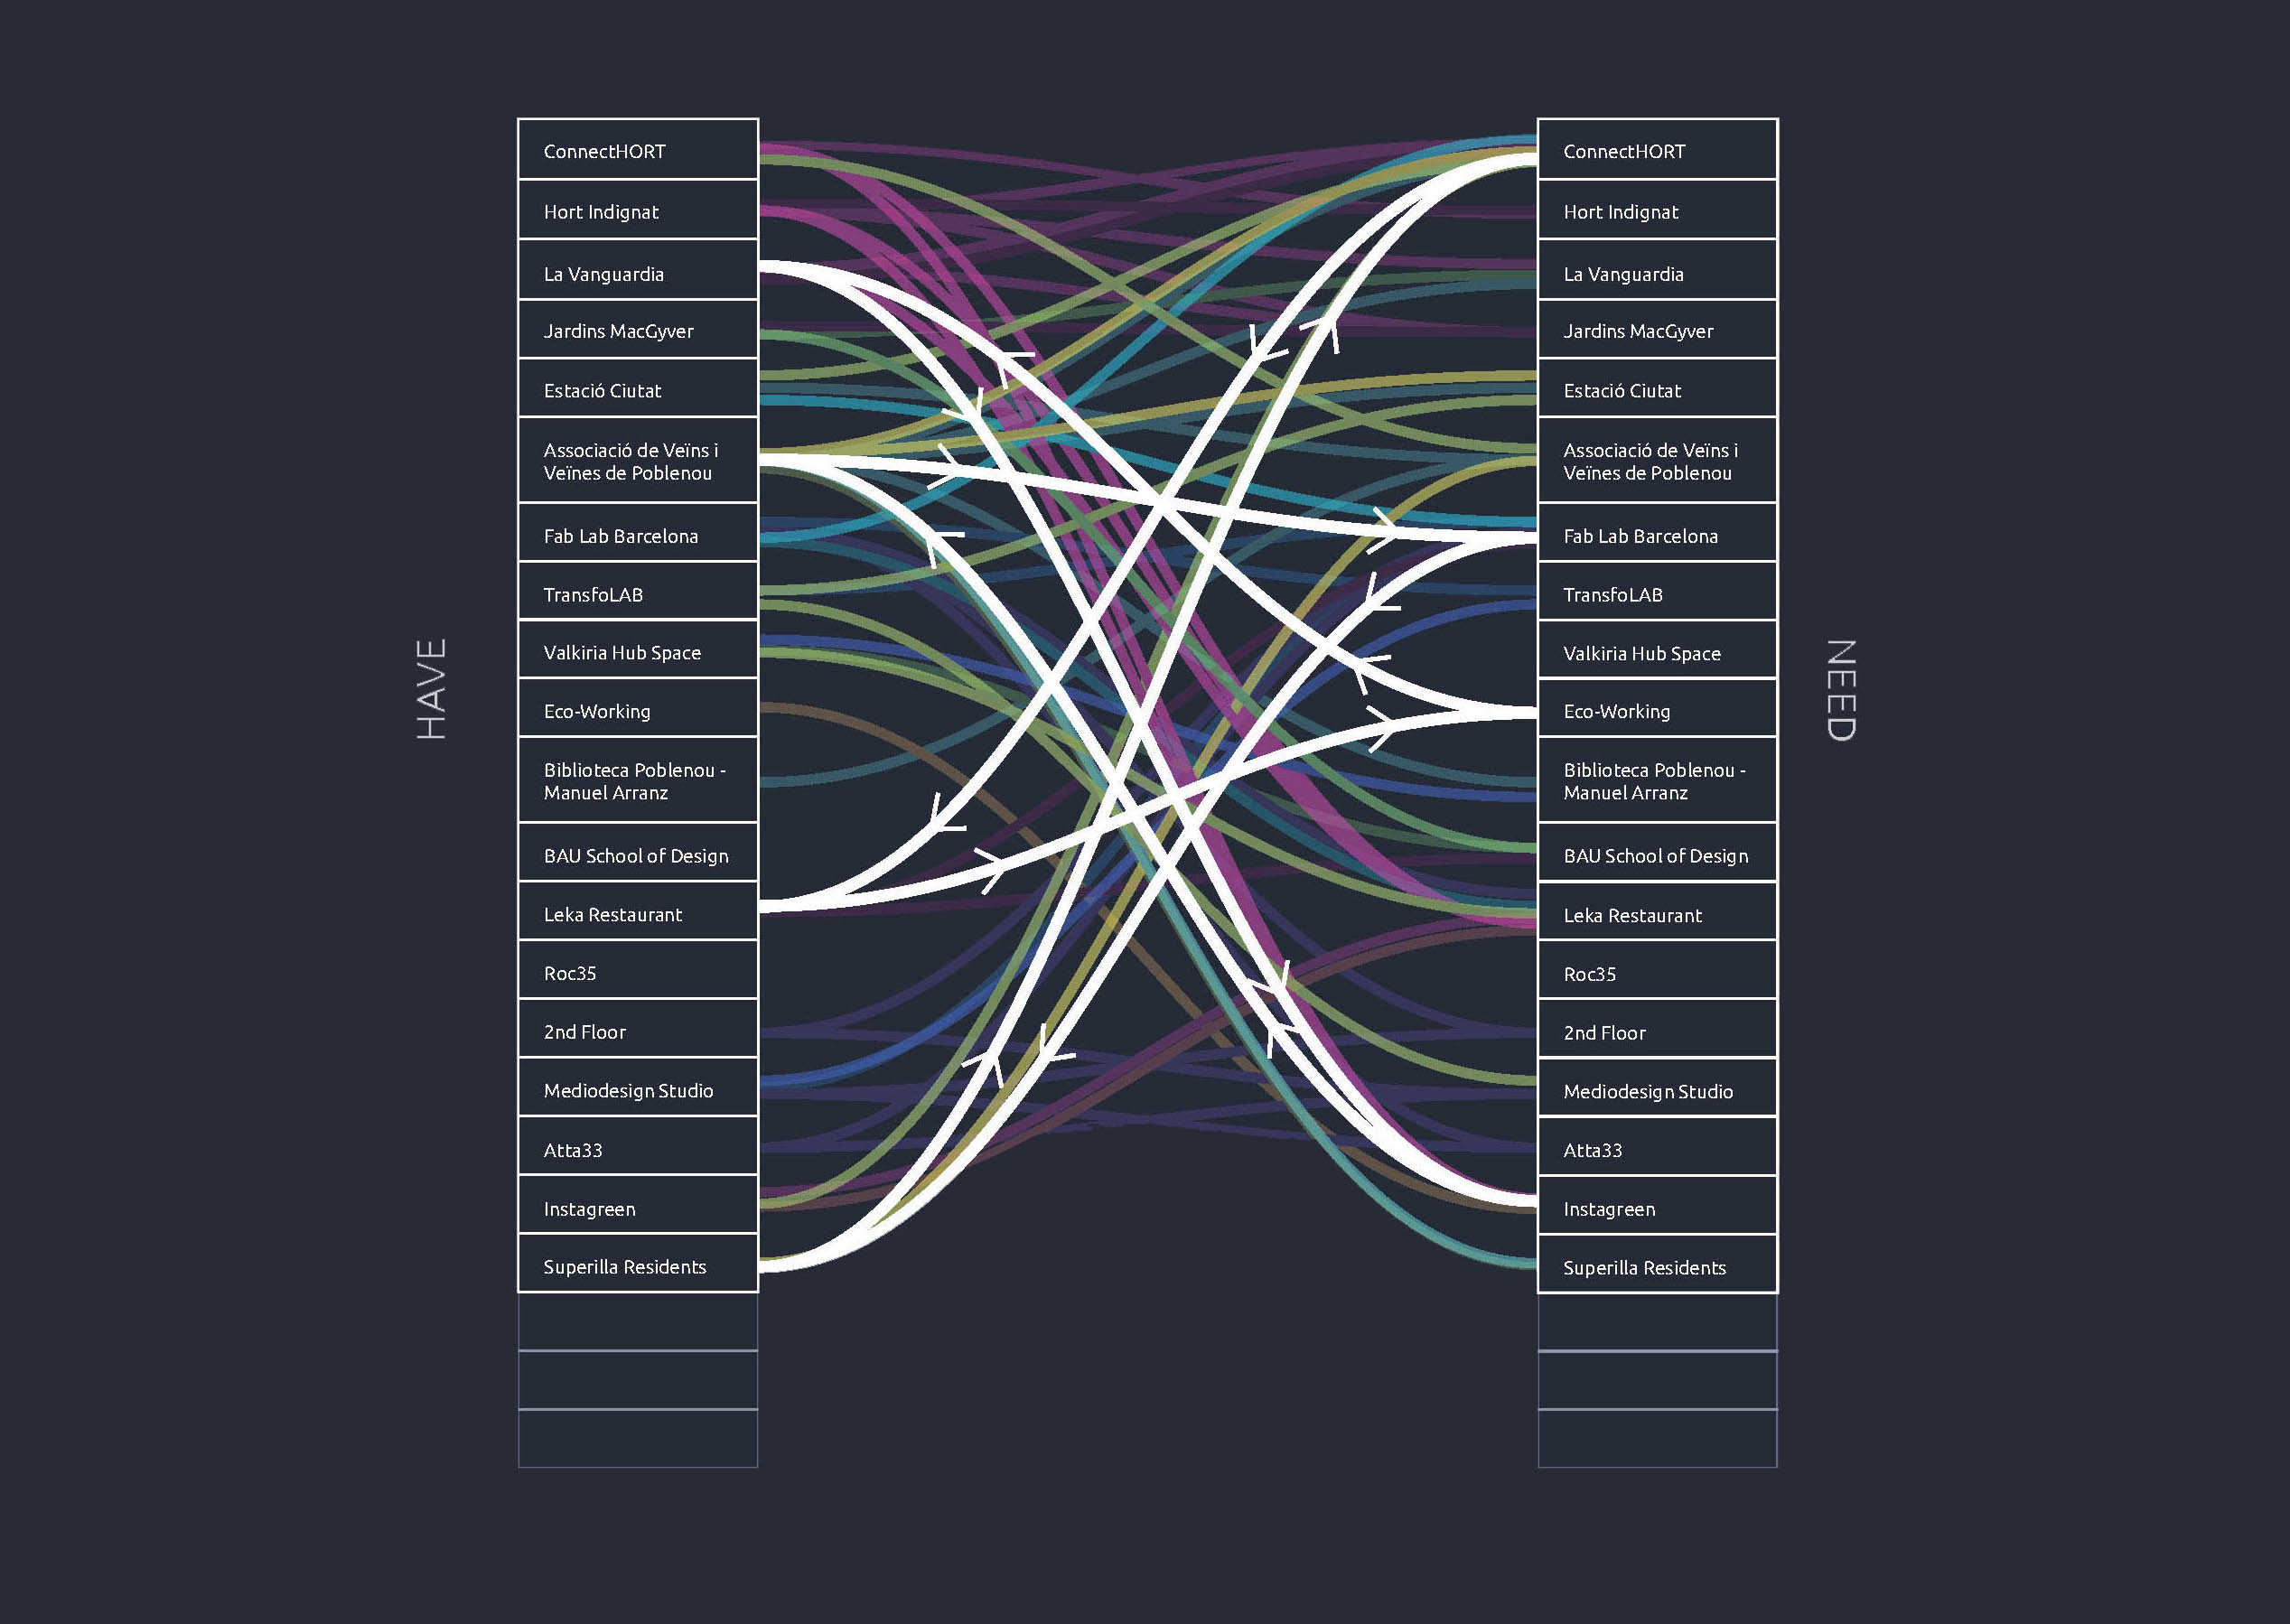 HAVE
ConnectHORT
Hort Indignat
La Vanguardia
Jardins MacGyver
Estació Ciutat
Associació de Veïns i
Veïnes de Poblenou
Fab Lab Barcelona
TransfoLAB
Valkiria Hub Space
Eco-Working
Biblioteca Poblenou -
Manuel Arranz
BAU School of Design
Leka Restaurant
Roc35
2nd Floor
Mediodesign Studio
Atta33
Instagreen
Superilla Residents
ConnectHORT
Hort Indignat
La Vanguardia
Jardins MacGyver
Estació Ciutat
Associació de Veïns i
Veïnes de Poblenou
Fab Lab Barcelona
TransfoLAB
Valkiria Hub Space
Eco-Working
Biblioteca Poblenou -
Manuel Arranz
BAU School of Design
Leka Restaurant
Roc35
2nd Floor
Mediodesign Studio
Atta33
Instagreen
Superilla Residents
NEED